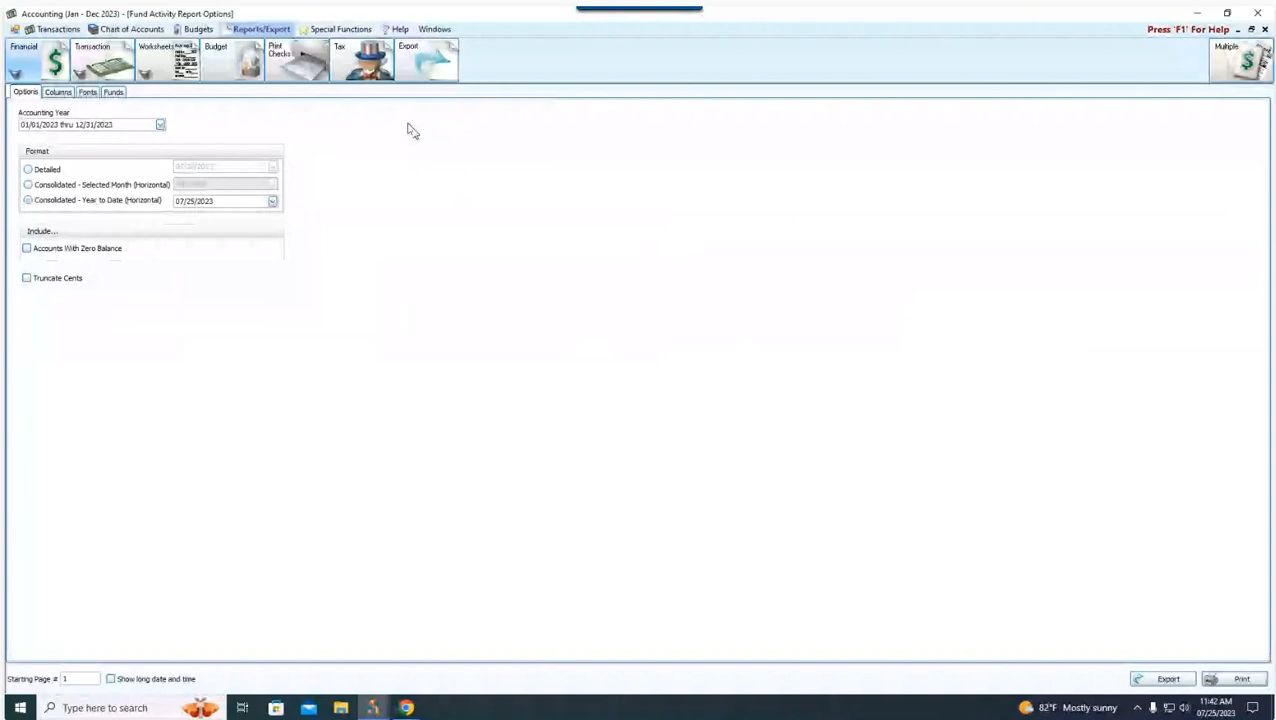 Accounting (Jan - Dec 2023) - [Fund Activity Report Options]
Transactions Chart of Accounts Budgets Reports/Export Special Functions Help Windows Press 'F1' For Help
Financial Transaction Worksheets Budget Print Checks Tax Export Multiple
Options Columns Fonts Funds
Accounting Year
01/01/2023 thru 12/31/2023
Format
Detailed
Consolidated - Selected Month (Horizontal)
Consolidated - Year to Date (Horizontal) 07/25/2023
Include...
Accounts With Zero Balance
Truncate Cents
Starting Page # 1 Show long date and time Export Print
Type here to search 82°F Mostly sunny 11:42 AM
07/25/2023